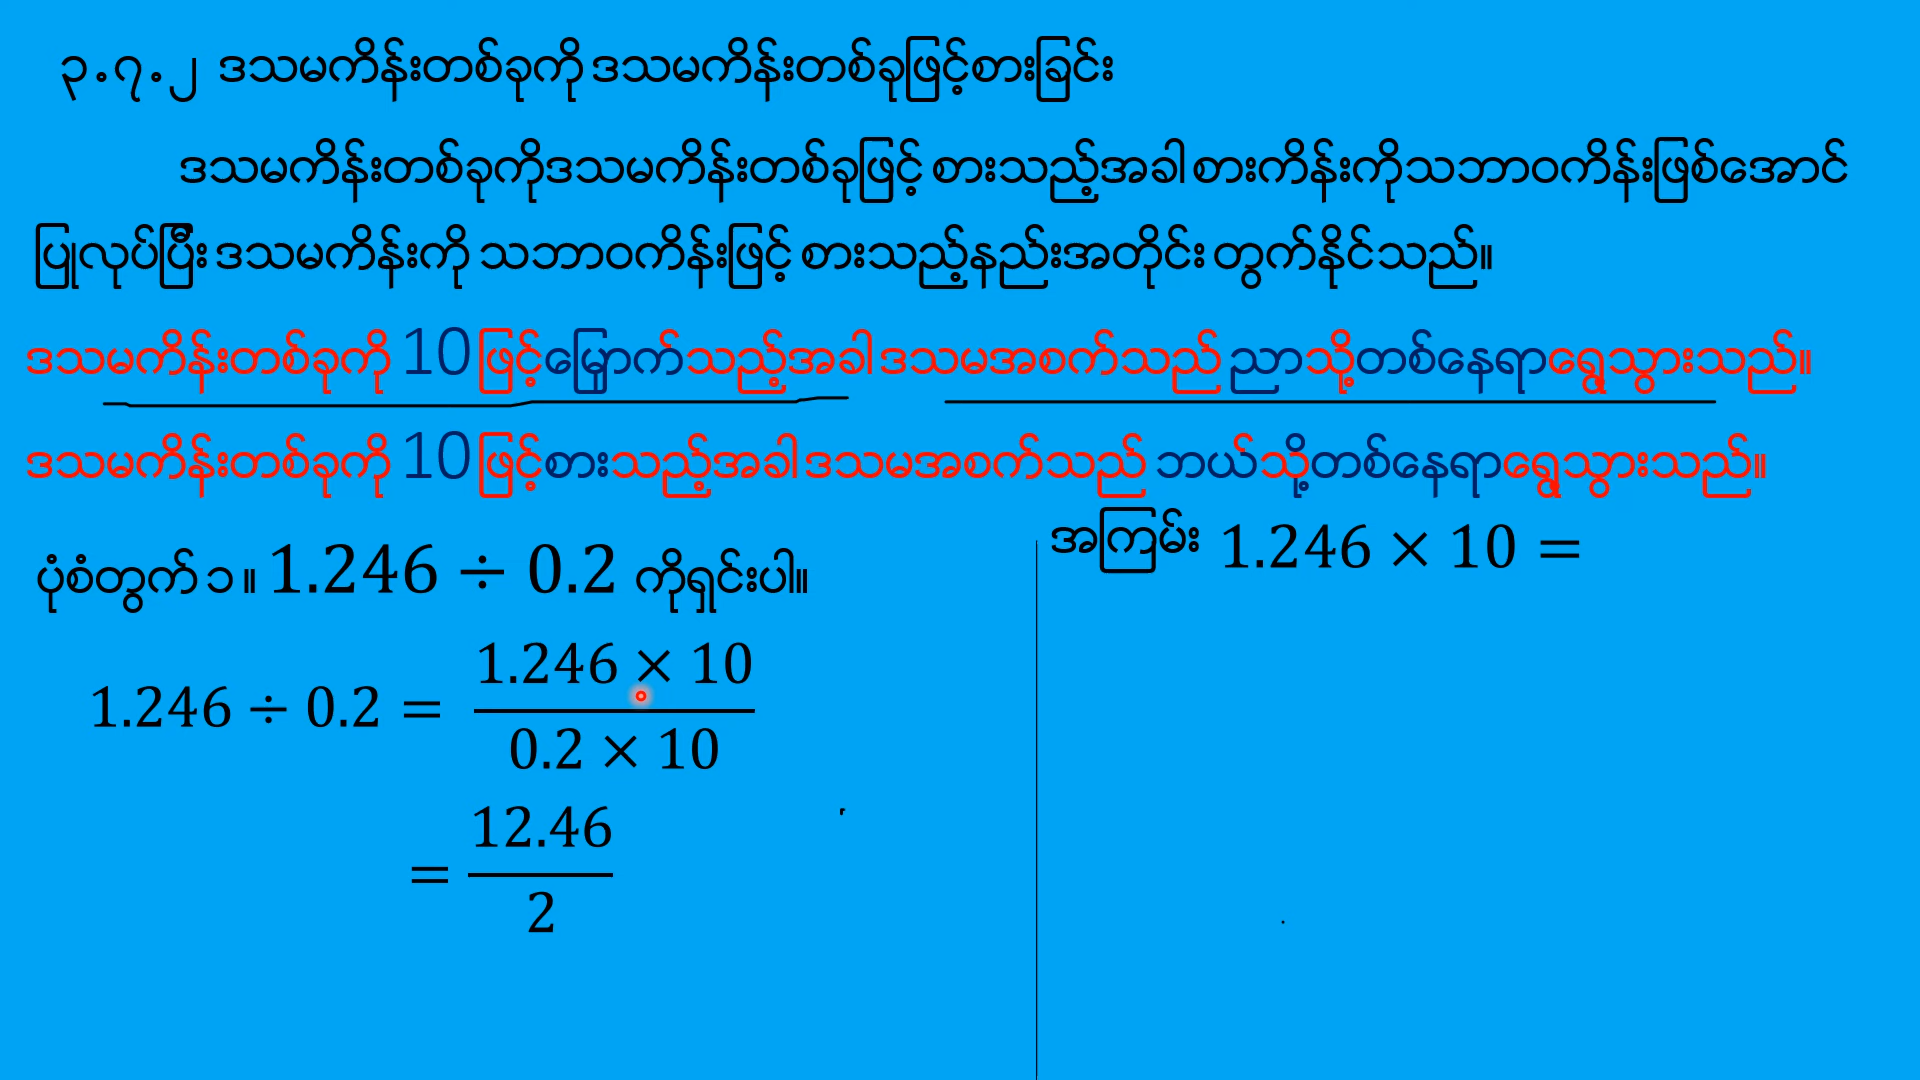 ၃.၇.၂ ဒသမကိန်းတစ်ခုကို ဒသမကိန်းတစ်ခုဖြင့်စားခြင်း
ဒသမကိန်းတစ်ခုကိုဒသမကိန်းတစ်ခုဖြင့် စားသည့်အခါ စားကိန်းကိုသဘာဝကိန်းဖြစ်အောင်
ပြုလုပ်ပြီး ဒသမကိန်းကို သဘာဝကိန်းဖြင့် စားသည့်နည်းအတိုင်း တွက်နိုင်သည်။
ဒသမကိန်းတစ်ခုကို 10 ဖြင့်မြှောက်သည့်အခါ ဒသမအစက်သည် ညာသို့တစ်နေရာရွှေ့သွားသည်။
ဒသမကိန်းတစ်ခုကို 10 ဖြင့်စားသည့်အခါ ဒသမအစက်သည် ဘယ်သို့တစ်နေရာရွှေ့သွားသည်။
ပုံစံတွက် ၁ ။ 1.246 ÷ 0.2 ကိုရှင်းပါ။
1.246 ÷ 0.2 = 1.246 × 10
0.2 × 10
= 12.46
2
အကြမ်း 1.246 × 10 =